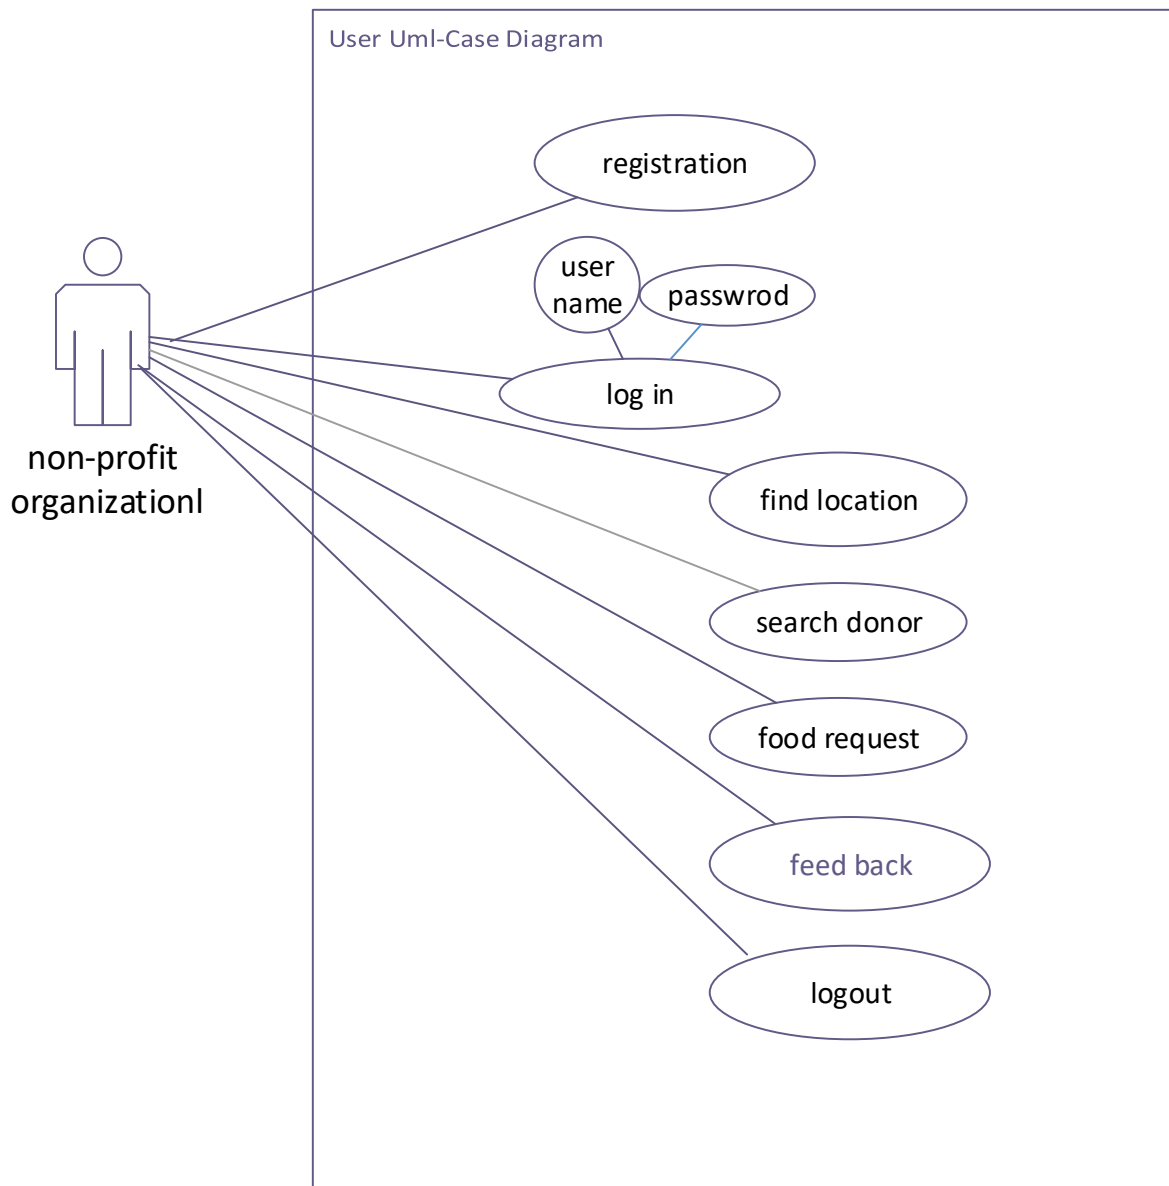 User Uml-Case Diagram
registration
user
name
passwrod
log in
non-profit
organizationl
find location
search donor
food request
feed back
logout